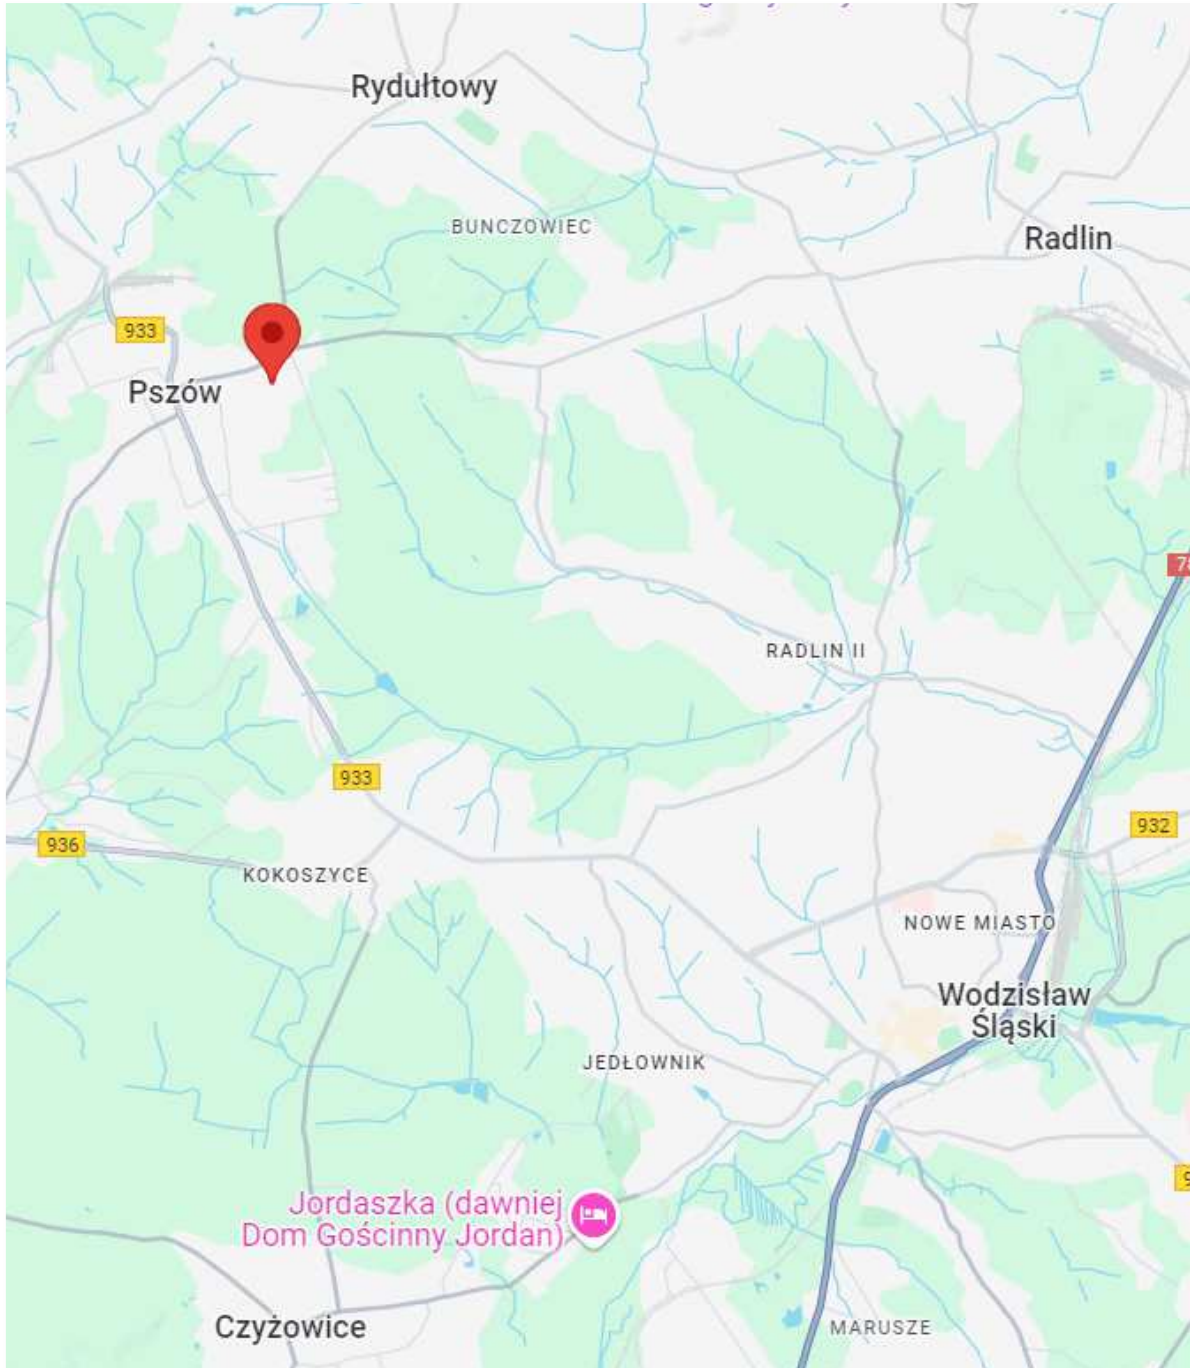 Rydułtowy
BUNCZOWIEC
Radlin
933
Pszów
78
RADLIN II
933
932
936
KOKOSZYCE
NOWE MIASTO
Wodzisław
Śląski
JEDŁOWNIK
Jordaszka (dawniej
Dom Gościnny Jordan)
Czyżowice
MARUSZE